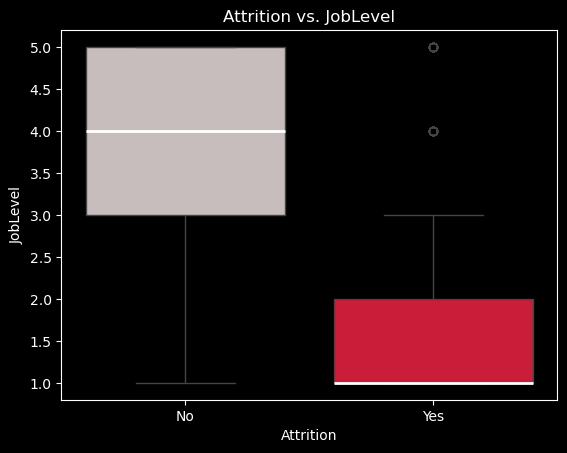 Attrition vs. JobLevel
5.0
4.5
4.0
3.5
3.0
2.5
2.0
1.5
1.0
JobLevel
No Yes
Attrition